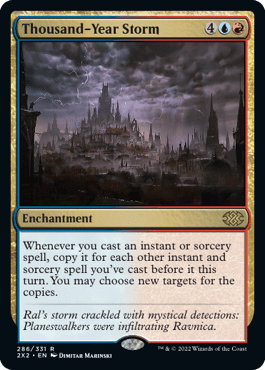 Thousand-Year Storm 4
Enchantment
Whenever you cast an instant or sorcery
spell, copy it for each other instant and
sorcery spell you've cast before it this
turn. You may choose new targets for the
copies.
Ral's storm crackled with mystical detections:
Planeswalkers were infiltrating Ravnica.
286/331 R
2X2 • EN DIMITAR MARINSKI
™ & © 2022 Wizards of the Coast